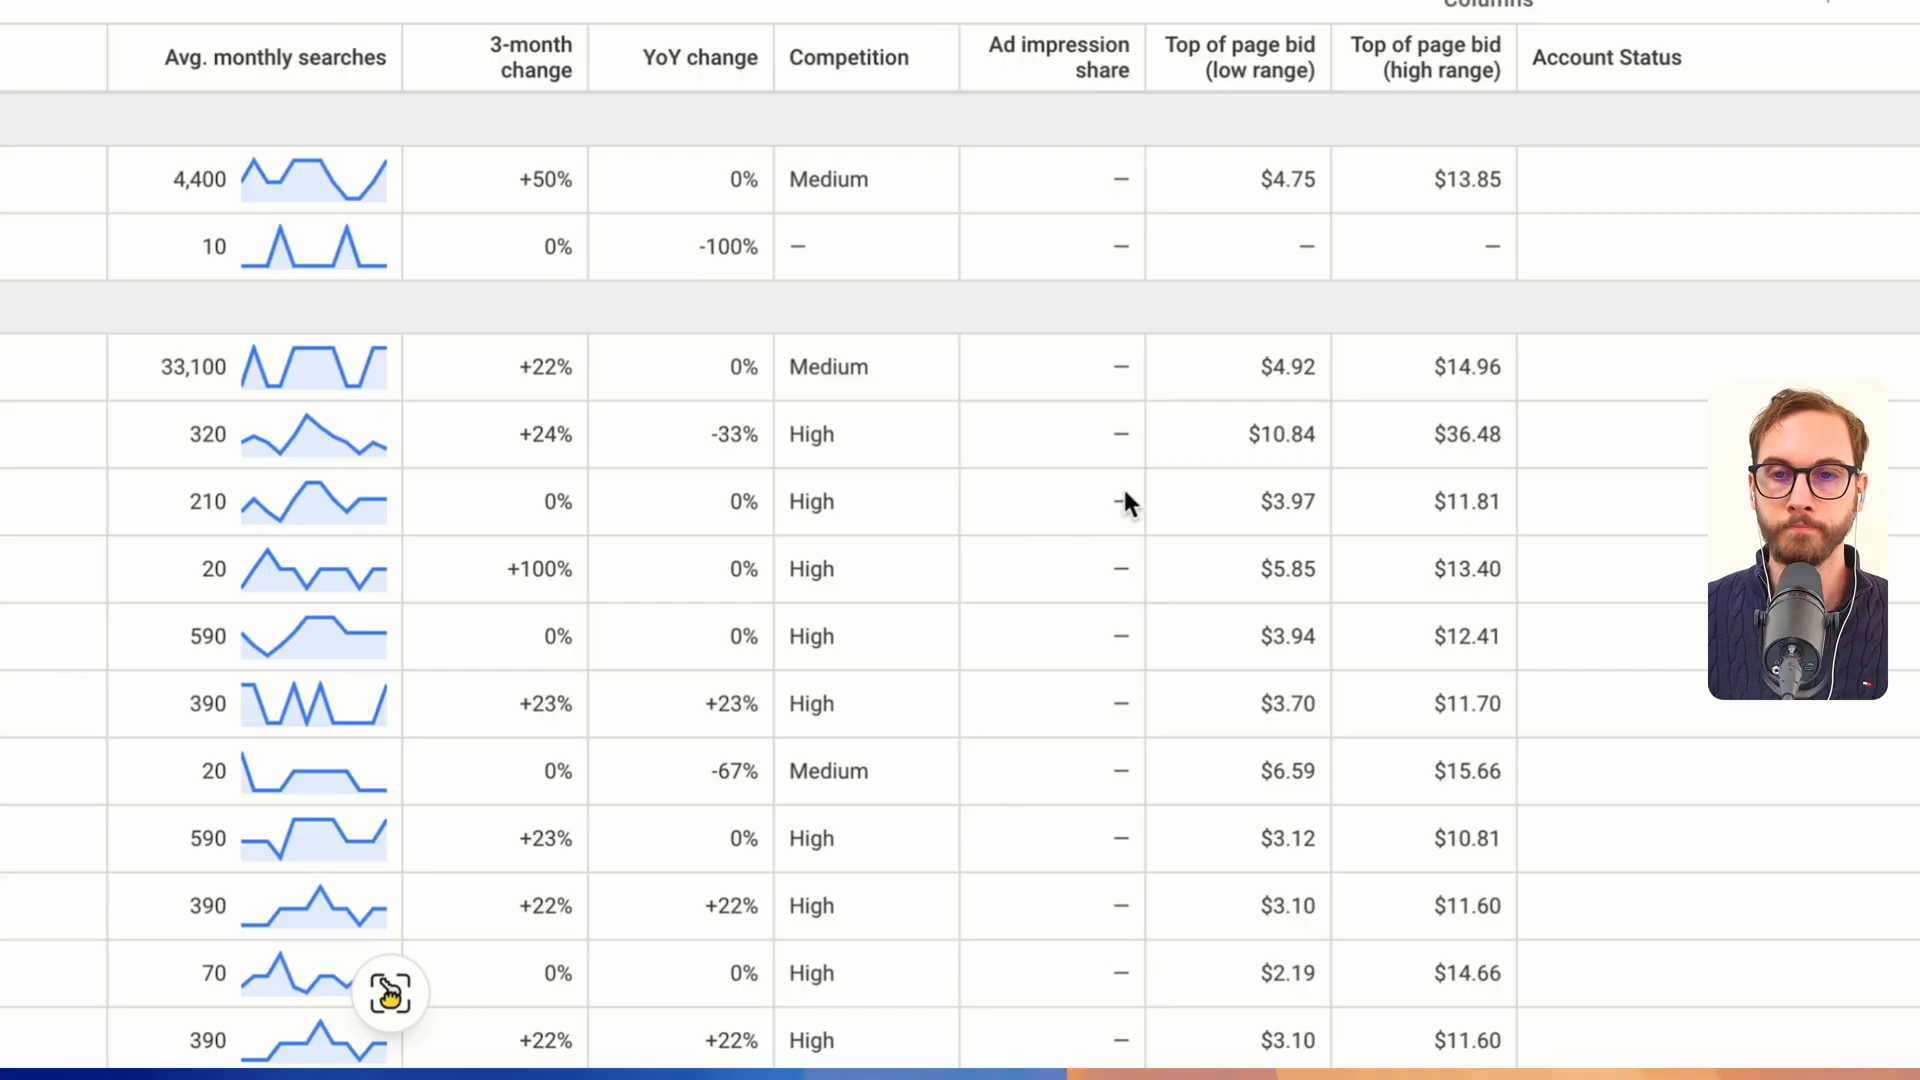 Columns
Avg. monthly searches 3-month change YoY change Competition Ad impression share Top of page bid (low range) Top of page bid (high range) Account Status
4,400 +50% 0% Medium — $4.75 $13.85
10 0% -100% — — — —
33,100 +22% 0% Medium — $4.92 $14.96
320 +24% -33% High — $10.84 $36.48
210 0% 0% High — $3.97 $11.81
20 +100% 0% High — $5.85 $13.40
590 0% 0% High — $3.94 $12.41
390 +23% +23% High — $3.70 $11.70
20 0% -67% Medium — $6.59 $15.66
590 +23% 0% High — $3.12 $10.81
390 +22% +22% High — $3.10 $11.60
70 0% 0% High — $2.19 $14.66
390 +22% +22% High — $3.10 $11.60